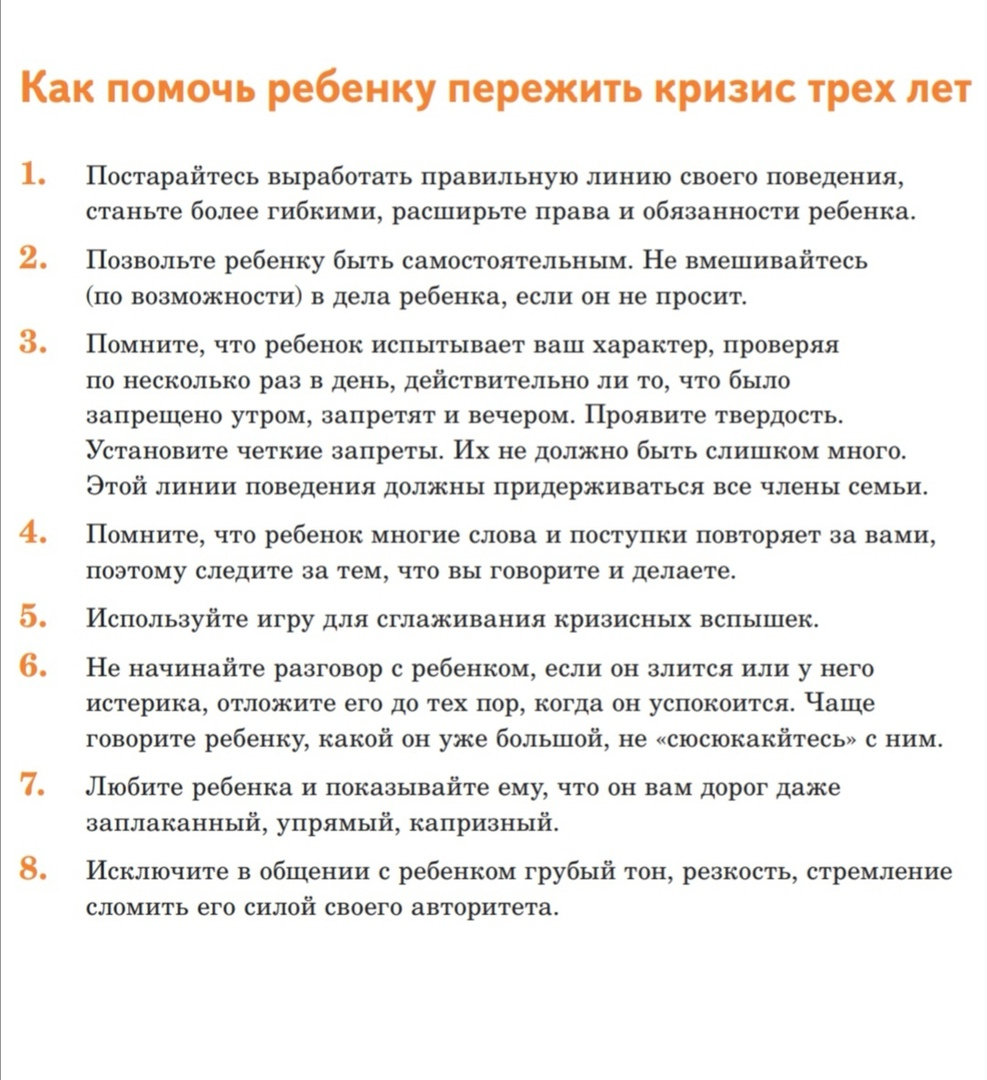 Как помочь ребенку пережить кризис трех лет
1. Постарайтесь выработать правильную линию своего поведения,
станьте более гибкими, расширьте права и обязанности ребенка.
2. Позвольте ребенку быть самостоятельным. Не вмешивайтесь
(по возможности) в дела ребенка, если он не просит.
3. Помните, что ребенок испытывает ваш характер, проверяя
по несколько раз в день, действительно ли то, что было
запрещено утром, запретят и вечером. Проявите твердость.
Установите четкие запреты. Их не должно быть слишком много.
Этой линии поведения должны придерживаться все члены семьи.
4. Помните, что ребенок многие слова и поступки повторяет за вами,
поэтому следите за тем, что вы говорите и делаете.
5. Используйте игру для сглаживания кризисных вспышек.
6. Не начинайте разговор с ребенком, если он злится или у него
истерика, отложите его до тех пор, когда он успокоится. Чаще
говорите ребенку, какой он уже большой, не «сюсюкакйтесь» с ним.
7. Любите ребенка и показывайте ему, что он вам дорог даже
заплаканный, упрямый, капризный.
8. Исключите в общении с ребенком грубый тон, резкость, стремление
сломить его силой своего авторитета.